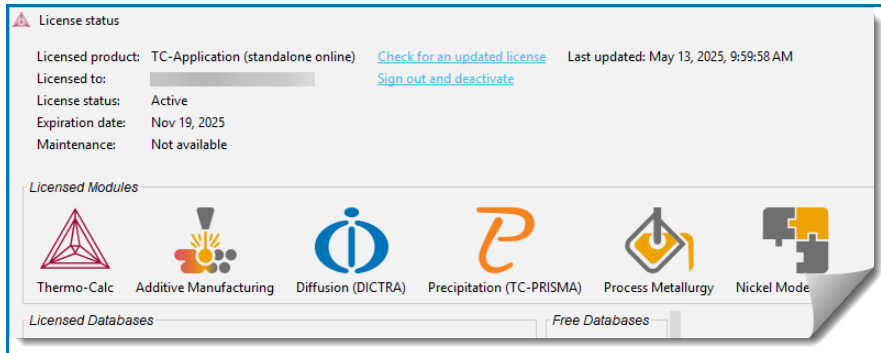 License status
Licensed product: TC-Application (standalone online) Check for an updated license Last updated: May 13, 2025, 9:59:58 AM
Licensed to: Sign out and deactivate
License status: Active
Expiration date: Nov 19, 2025
Maintenance: Not available
Licensed Modules
Thermo-Calc Additive Manufacturing Diffusion (DICTRA) Precipitation (TC-PRISMA) Process Metallurgy Nickel
Licensed Databases Free Databases